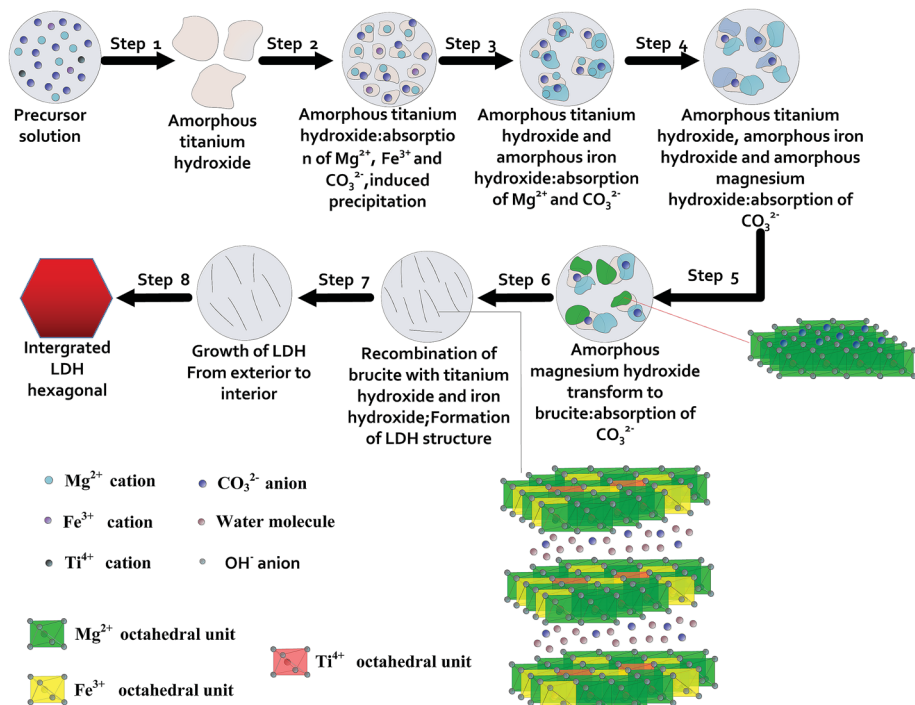 Step 1
Step 2
Step 3
Step 4
Precursor
solution
Amorphous
titanium
hydroxide
Amorphous titanium
hydroxide:absorptio
n of Mg²⁺, Fe³⁺ and
CO₃²⁻,induced
precipitation
Amorphous titanium
hydroxide and
amorphous iron
hydroxide:absorption
of Mg²⁺ and CO₃²⁻
Amorphous titanium
hydroxide, amorphous iron
hydroxide and amorphous
magnesium
hydroxide:absorption of
CO₃²⁻
Step 8
Step 7
Step 6
Step 5
Intergrated
LDH
hexagonal
Growth of LDH
From exterior to
interior
Recombination of
brucite with titanium
hydroxide and iron
hydroxide;Formation
of LDH structure
Amorphous
magnesium hydroxide
transform to
brucite:absorption of
CO₃²⁻
Mg²⁺ cation
CO₃²⁻ anion
Fe³⁺ cation
Water molecule
Ti⁴⁺ cation
OH⁻ anion
Mg²⁺ octahedral unit
Ti⁴⁺ octahedral unit
Fe³⁺ octahedral unit